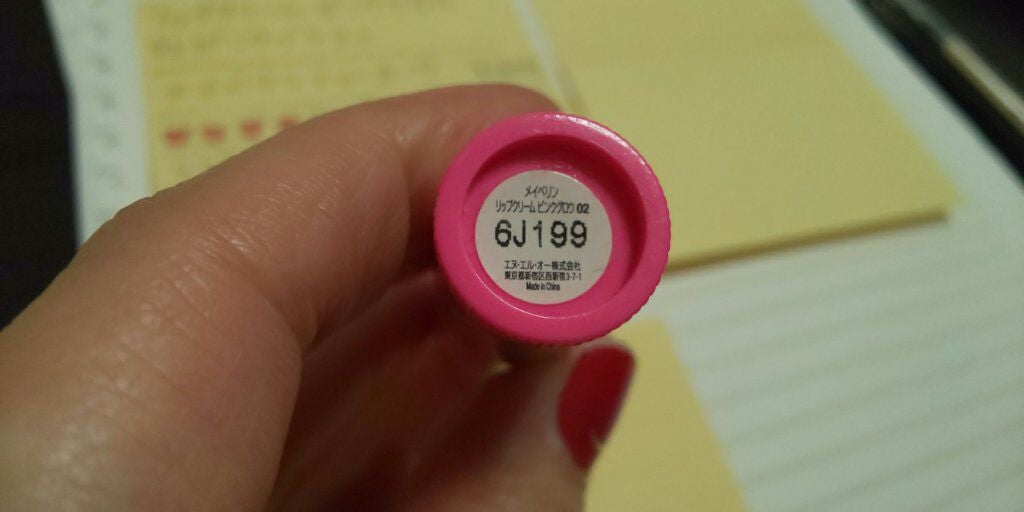 メイベリン
リップクリーム ピンクグロウ 02
6J199
エヌ・エル・オー株式会社
東京都新宿区西新宿3-7-1
Made in China